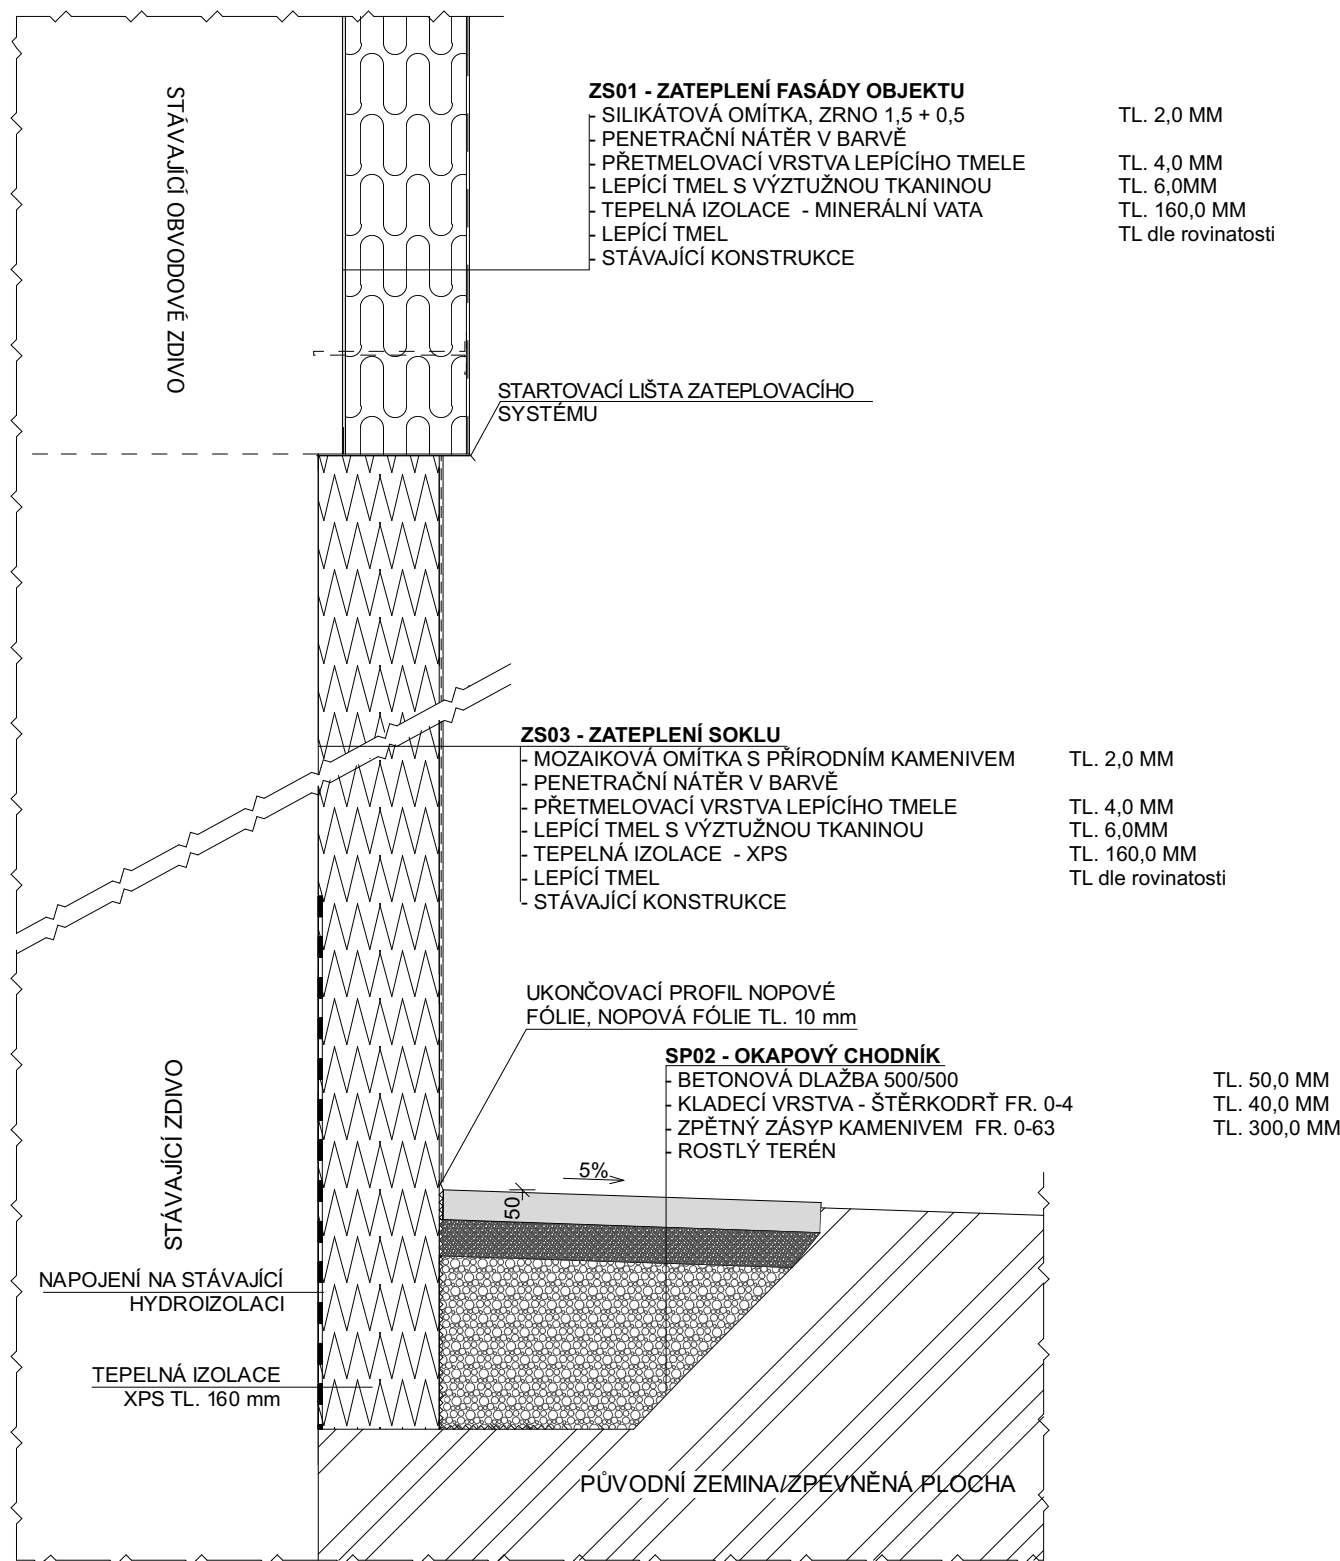 STÁVAJÍCÍ OBVODOVÉ ZDIVO
ZS01 - ZATEPLENÍ FASÁDY OBJEKTU
- SILIKÁTOVÁ OMÍTKA, ZRNO 1,5 + 0,5 TL. 2,0 MM
- PENETRAČNÍ NÁTĚR V BARVĚ
- PŘETMELOVACÍ VRSTVA LEPÍCÍHO TMELE TL. 4,0 MM
- LEPÍCÍ TMEL S VÝZTUŽNOU TKANINOU TL. 6,0MM
- TEPELNÁ IZOLACE - MINERÁLNÍ VATA TL. 160,0 MM
- LEPÍCÍ TMEL TL dle rovinatosti
- STÁVAJÍCÍ KONSTRUKCE
STARTOVACÍ LIŠTA ZATEPLOVACÍHO
SYSTÉMU
ZS03 - ZATEPLENÍ SOKLU
- MOZAIKOVÁ OMÍTKA S PŘÍRODNÍM KAMENIVEM TL. 2,0 MM
- PENETRAČNÍ NÁTĚR V BARVĚ
- PŘETMELOVACÍ VRSTVA LEPÍCÍHO TMELE TL. 4,0 MM
- LEPÍCÍ TMEL S VÝZTUŽNOU TKANINOU TL. 6,0MM
- TEPELNÁ IZOLACE - XPS TL. 160,0 MM
- LEPÍCÍ TMEL TL dle rovinatosti
- STÁVAJÍCÍ KONSTRUKCE
UKONČOVACÍ PROFIL NOPOVÉ
FÓLIE, NOPOVÁ FÓLIE TL. 10 mm
SP02 - OKAPOVÝ CHODNÍK
- BETONOVÁ DLAŽBA 500/500 TL. 50,0 MM
- KLADECÍ VRSTVA - ŠTĚRKODRŤ FR. 0-4 TL. 40,0 MM
- ZPĚTNÝ ZÁSYP KAMENIVEM FR. 0-63 TL. 300,0 MM
- ROSTLÝ TERÉN
STÁVAJÍCÍ ZDIVO
5%
50
NAPOJENÍ NA STÁVAJÍCÍ
HYDROIZOLACI
TEPELNÁ IZOLACE
XPS TL. 160 mm
PŮVODNÍ ZEMINA/ZPEVNĚNÁ PLOCHA